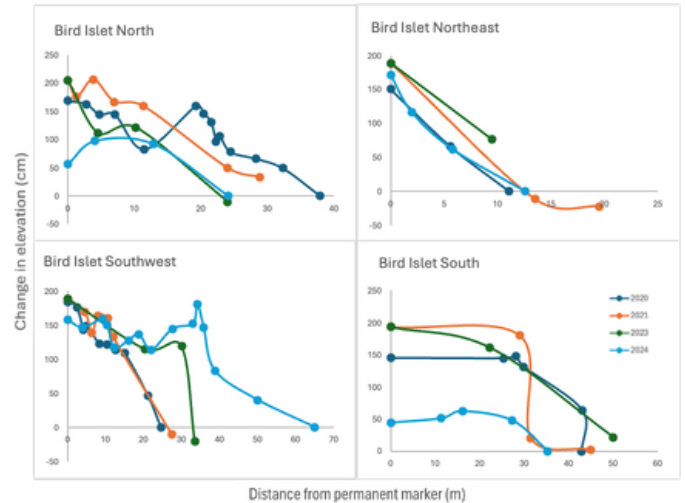 Bird Islet North
250
200
150
100
50
0
-50
0 10 20 30 40
Bird Islet Northeast
200
150
100
50
0
-50
0 5 10 15 20 25
Change in elevation (cm)
Bird Islet Southwest
200
150
100
50
0
-50
0 10 20 30 40 50 60 70
Bird Islet South
250
200
150
100
50
0
0 10 20 30 40 50 60
2020
2021
2023
2024
Distance from permanent marker (m)